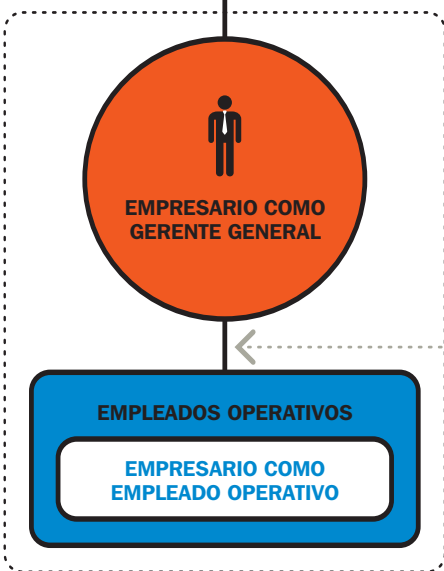 EMPRESARIO COMO
GERENTE GENERAL
EMPLEADOS OPERATIVOS
EMPRESARIO COMO
EMPLEADO OPERATIVO